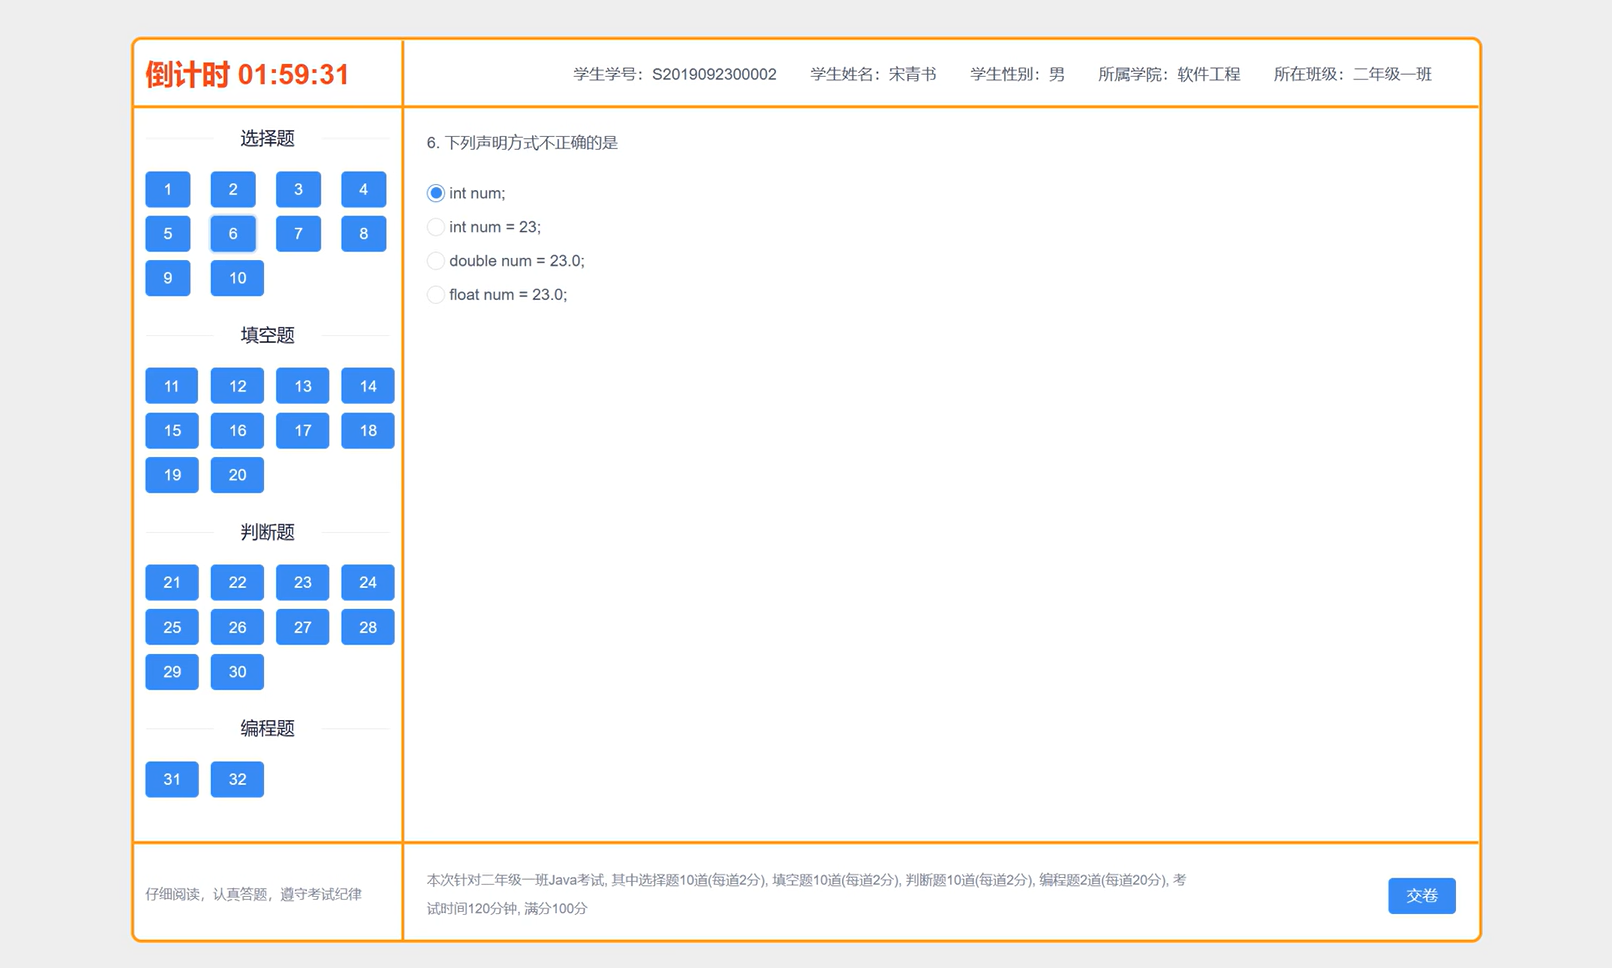 倒计时 01:59:31
学生学号：S2019092300002 学生姓名：宋青书 学生性别：男 所属学院：软件工程 所在班级：二年级一班
选择题
1 2 3 4
5 6 7 8
9 10
填空题
11 12 13 14
15 16 17 18
19 20
判断题
21 22 23 24
25 26 27 28
29 30
编程题
31 32
6. 下列声明方式不正确的是
int num;
int num = 23;
double num = 23.0;
float num = 23.0;
仔细阅读，认真答题，遵守考试纪律
本次针对二年级一班Java考试, 其中选择题10道(每道2分), 填空题10道(每道2分), 判断题10道(每道2分), 编程题2道(每道20分), 考
试时间120分钟, 满分100分
交卷